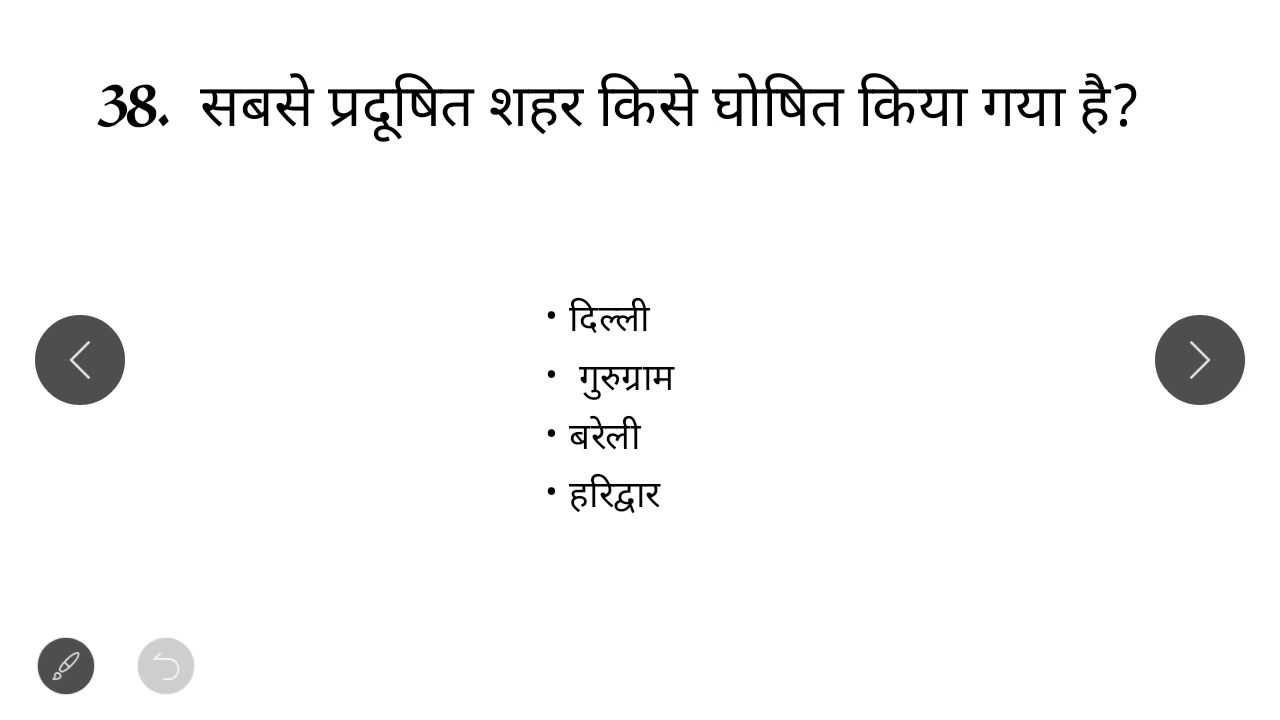 38. सबसे प्रदूषित शहर किसे घोषित किया गया है?
• दिल्ली
• गुरुग्राम
• बरेली
• हरिद्वार